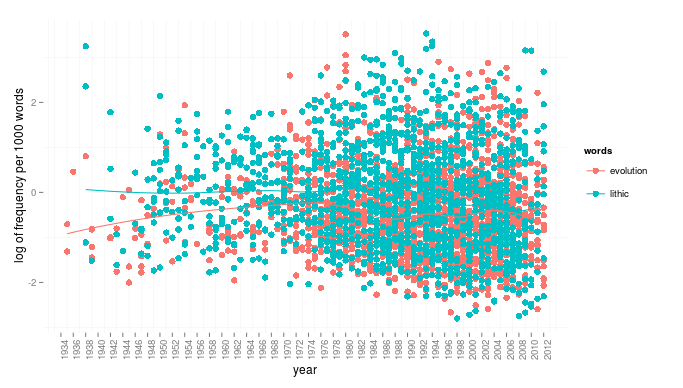 log of frequency per 1000 words
2
0
-2
1934 1936 1938 1940 1942 1944 1946 1948 1950 1952 1954 1956 1958 1960 1962 1964 1966 1968 1970 1972 1974 1976 1978 1980 1982 1984 1986 1988 1990 1992 1994 1996 1998 2000 2002 2004 2006 2008 2010 2012
year
words
evolution
lithic